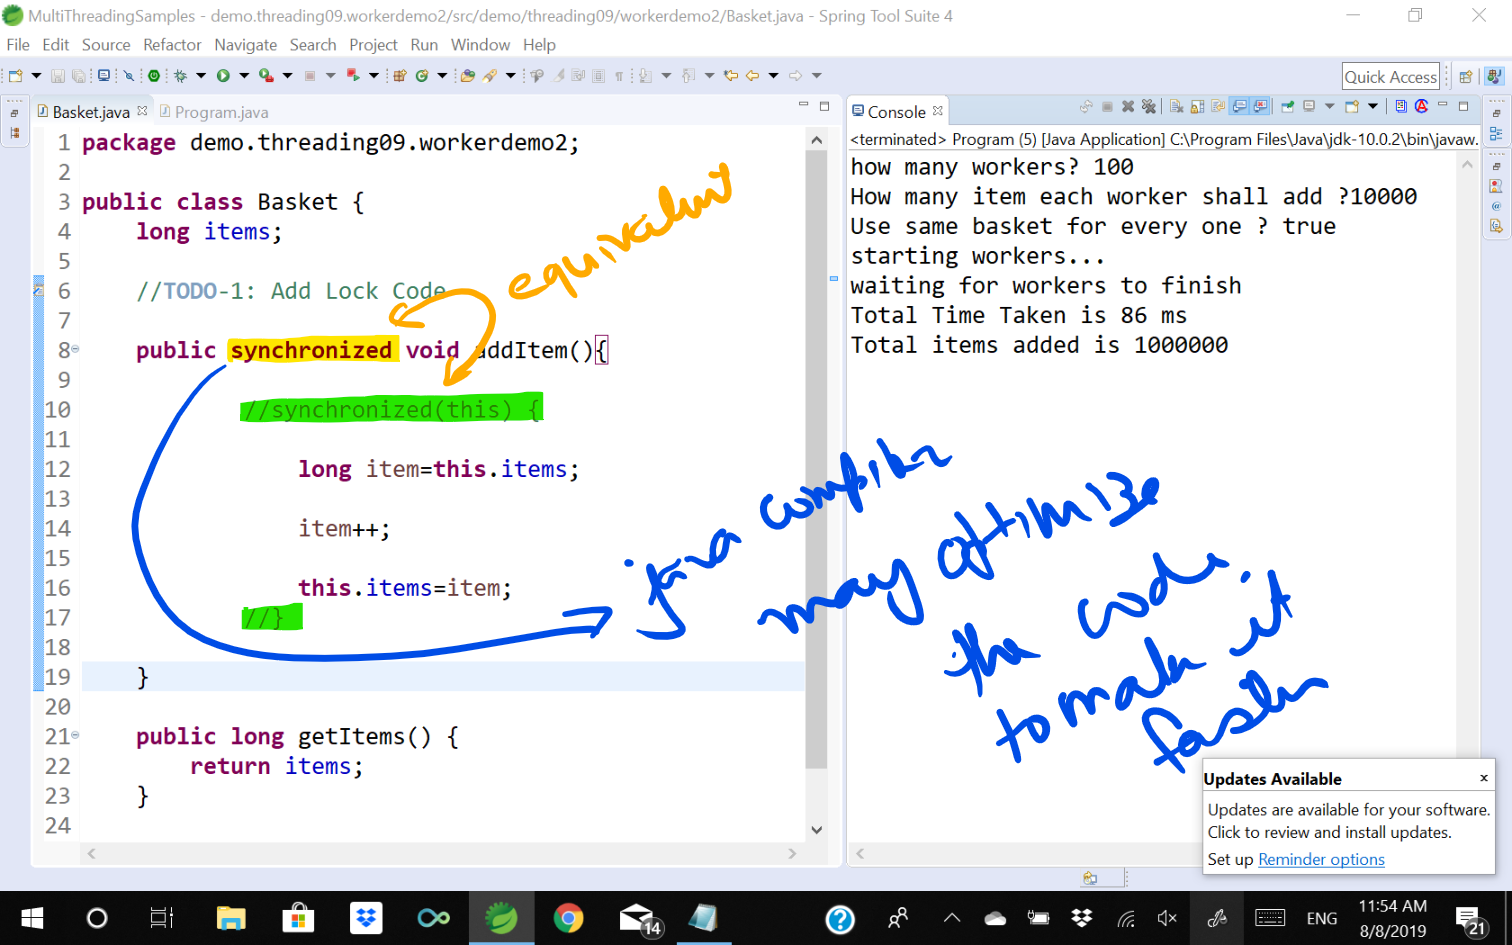 MultiThreadingSamples - demo.threading09.workerdemo2/src/demo/threading09/workerdemo2/Basket.java - Spring Tool Suite 4
File Edit Source Refactor Navigate Search Project Run Window Help
Quick Access
Basket.java Program.java
1 package demo.threading09.workerdemo2;
2
3 public class Basket {
4 long items;
5
6 //TODO-1: Add Lock Code
7
8 public synchronized void addItem(){
9
10 //synchronized(this) {
11
12 long item=this.items;
13
14 item++;
15
16 this.items=item;
17 //}
18
19 }
20
21 public long getItems() {
22 return items;
23 }
24
equivalent
Console
<terminated> Program (5) [Java Application] C:\Program Files\Java\jdk-10.0.2\bin\javaw.
how many workers? 100
How many item each worker shall add ?10000
Use same basket for every one ? true
starting workers...
waiting for workers to finish
Total Time Taken is 86 ms
Total items added is 1000000
java compiler
may optimize
the code
to make it
faster
Updates Available x
Updates are available for your software.
Click to review and install updates.
Set up Reminder options
14
ENG
11:54 AM
8/8/2019
21